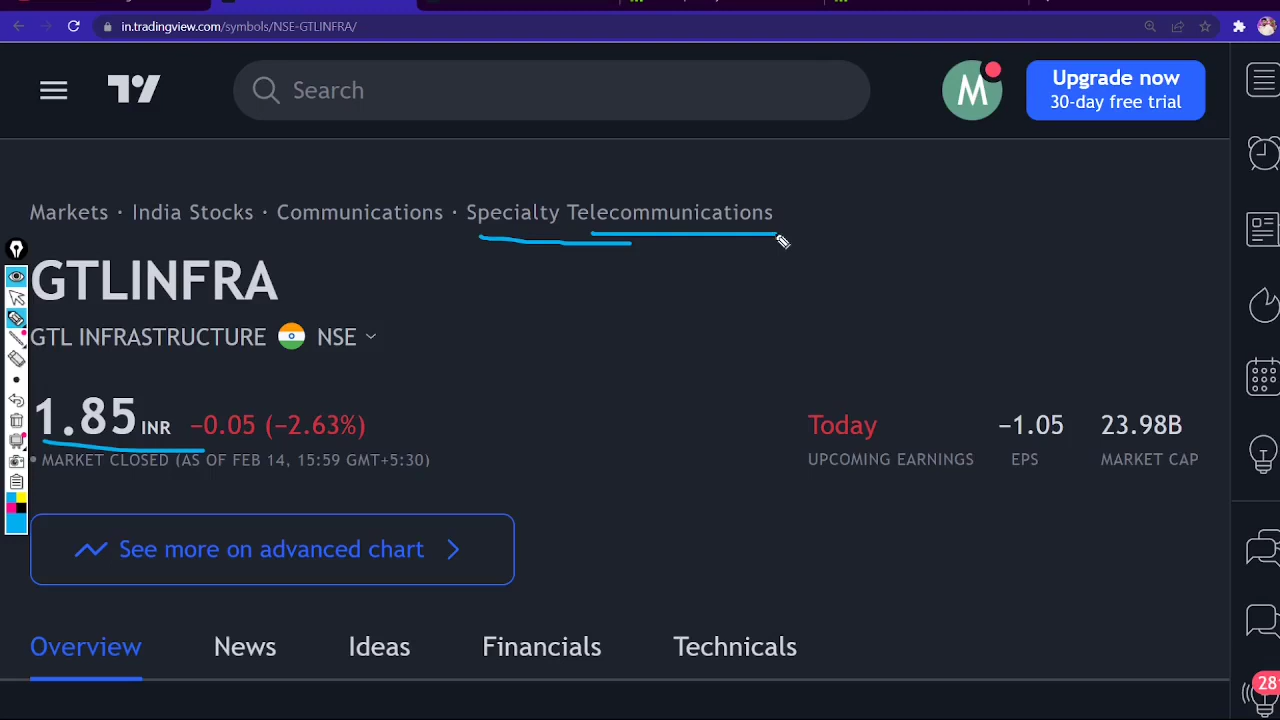 in.tradingview.com/symbols/NSE-GTLINFRA/
Search
M
Upgrade now
30-day free trial
Markets · India Stocks · Communications · Specialty Telecommunications
GTLINFRA
GTL INFRASTRUCTURE NSE
1.85 INR −0.05 (−2.63%)
MARKET CLOSED (AS OF FEB 14, 15:59 GMT+5:30)
Today −1.05 23.98B
UPCOMING EARNINGS EPS MARKET CAP
See more on advanced chart
Overview News Ideas Financials Technicals
28